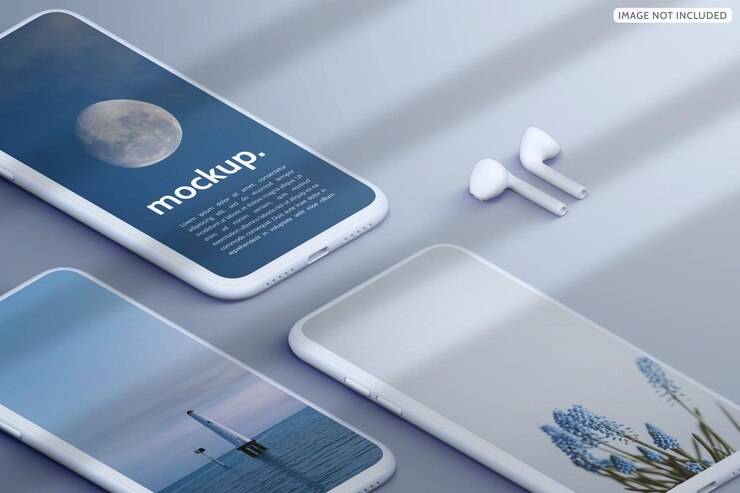 IMAGE NOT INCLUDED
mockup.
Lorem ipsum dolor sit amet, consectetur
adipiscing elit, sed do eiusmod tempor
incididunt ut labore et dolore magna aliqua. Ut
enim ad minim veniam, quis nostrud
exercitation ullamco laboris nisi ut aliquip ex ea
commodo consequat. Duis aute irure dolor in
reprehenderit in voluptate velit esse cillum